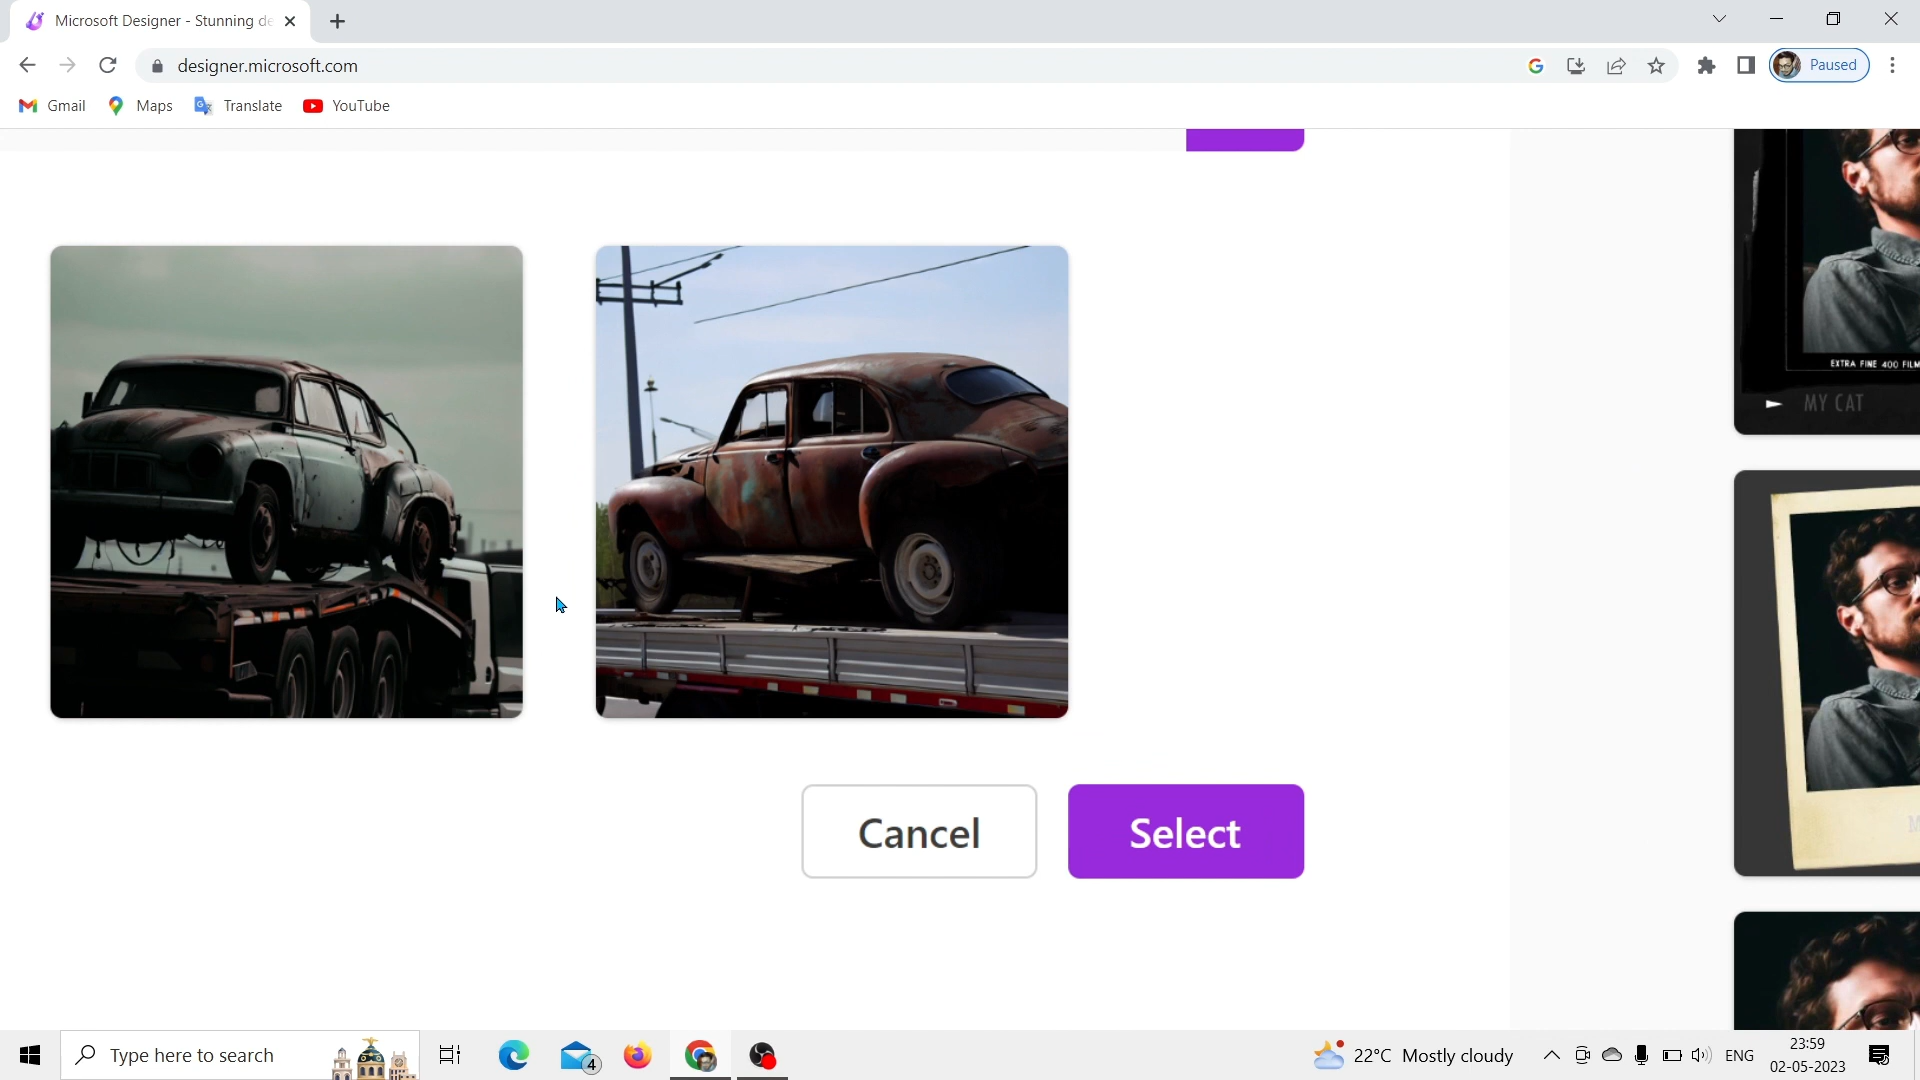 Microsoft Designer - Stunning de
designer.microsoft.com
Paused
Gmail
Maps
Translate
YouTube
EXTRA FINE 400 FILM
MY CAT
Cancel
Select
Type here to search
4
22°C Mostly cloudy
ENG
23:59
02-05-2023